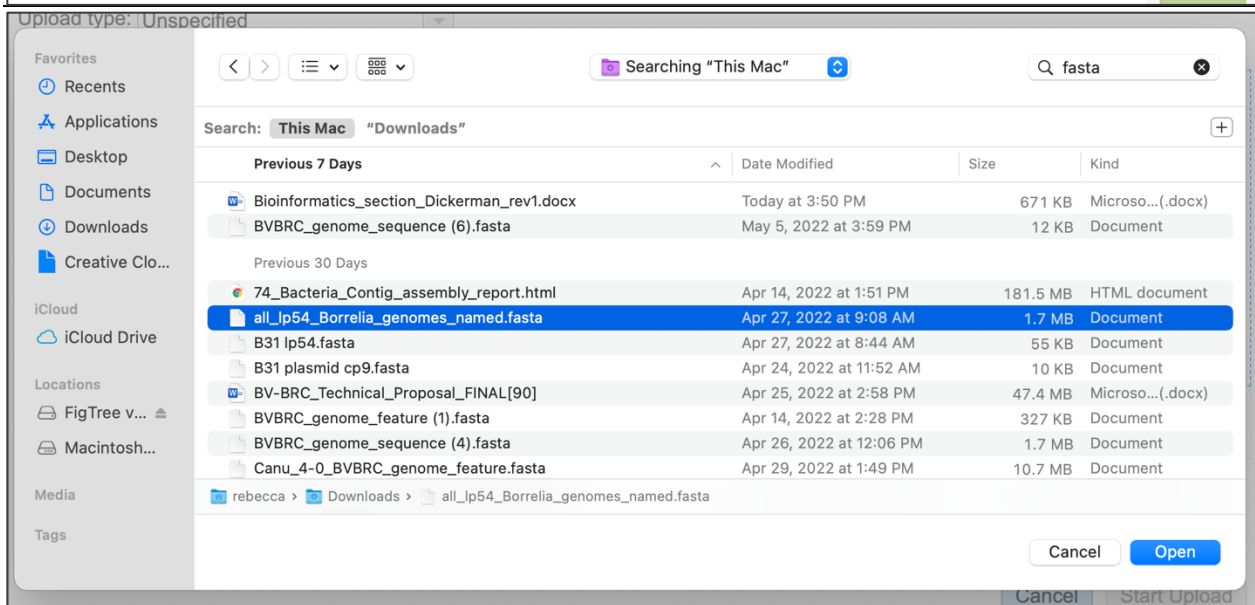 Upload type: Unspecified
Favorites
Recents
Applications
Desktop
Documents
Downloads
Creative Clo...
iCloud
iCloud Drive
Locations
FigTree v...
Macintosh...
Media
Tags
Searching "This Mac"
fasta
Search: This Mac "Downloads"
Previous 7 Days Date Modified Size Kind
Bioinformatics_section_Dickerman_rev1.docx Today at 3:50 PM 671 KB Microso...(.docx)
BVBRC_genome_sequence (6).fasta May 5, 2022 at 3:59 PM 12 KB Document
Previous 30 Days
74_Bacteria_Contig_assembly_report.html Apr 14, 2022 at 1:51 PM 181.5 MB HTML document
all_lp54_Borrelia_genomes_named.fasta Apr 27, 2022 at 9:08 AM 1.7 MB Document
B31 lp54.fasta Apr 27, 2022 at 8:44 AM 55 KB Document
B31 plasmid cp9.fasta Apr 24, 2022 at 11:52 AM 10 KB Document
BV-BRC_Technical_Proposal_FINAL[90] Apr 25, 2022 at 2:58 PM 47.4 MB Microso...(.docx)
BVBRC_genome_feature (1).fasta Apr 14, 2022 at 2:28 PM 327 KB Document
BVBRC_genome_sequence (4).fasta Apr 26, 2022 at 12:06 PM 1.7 MB Document
Canu_4-0_BVBRC_genome_feature.fasta Apr 29, 2022 at 1:49 PM 10.7 MB Document
rebecca › Downloads › all_lp54_Borrelia_genomes_named.fasta
Cancel Open
Cancel Start Upload